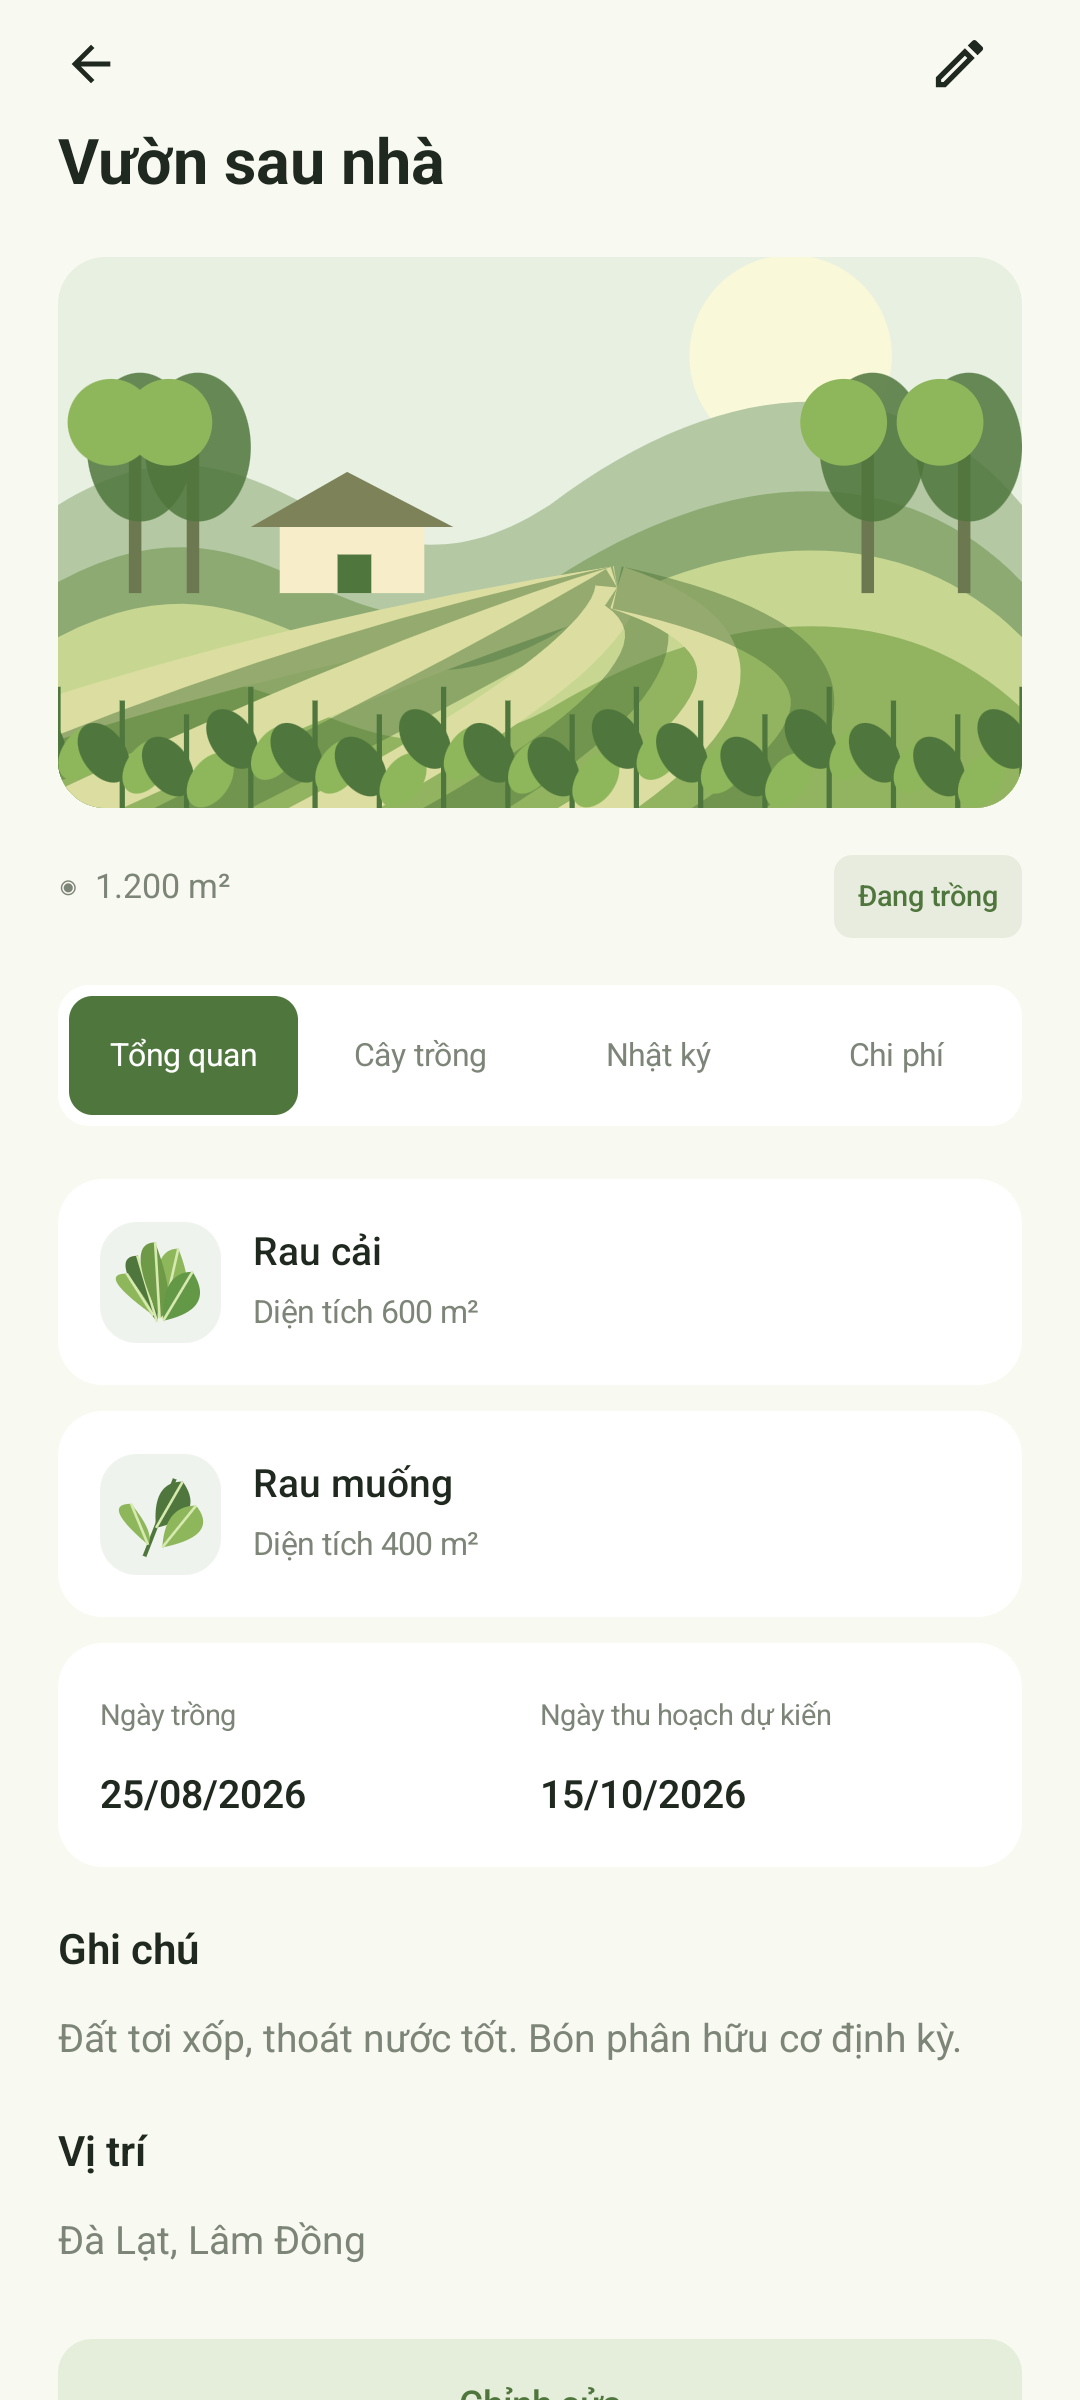 Vườn sau nhà
1.200 m²
Đang trồng
Tổng quan
Cây trồng
Nhật ký
Chi phí
Rau cải
Diện tích 600 m²
Rau muống
Diện tích 400 m²
Ngày trồng
Ngày thu hoạch dự kiến
25/08/2026
15/10/2026
Ghi chú
Đất tơi xốp, thoát nước tốt. Bón phân hữu cơ định kỳ.
Vị trí
Đà Lạt, Lâm Đồng
Chỉnh sửa